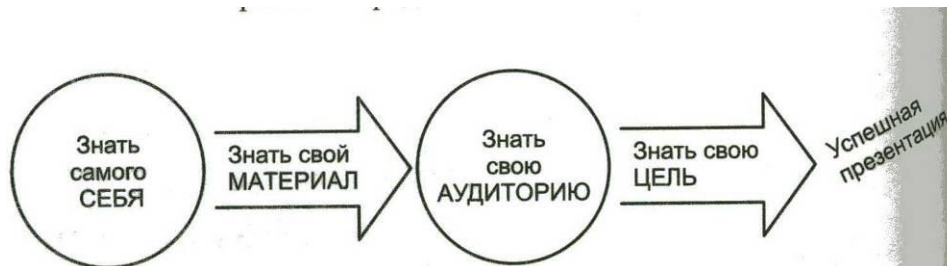 Знать
самого
СЕБЯ
Знать свой
МАТЕРИАЛ
Знать
свою
АУДИТОРИЮ
Знать свою
ЦЕЛЬ
Успешная
презентация